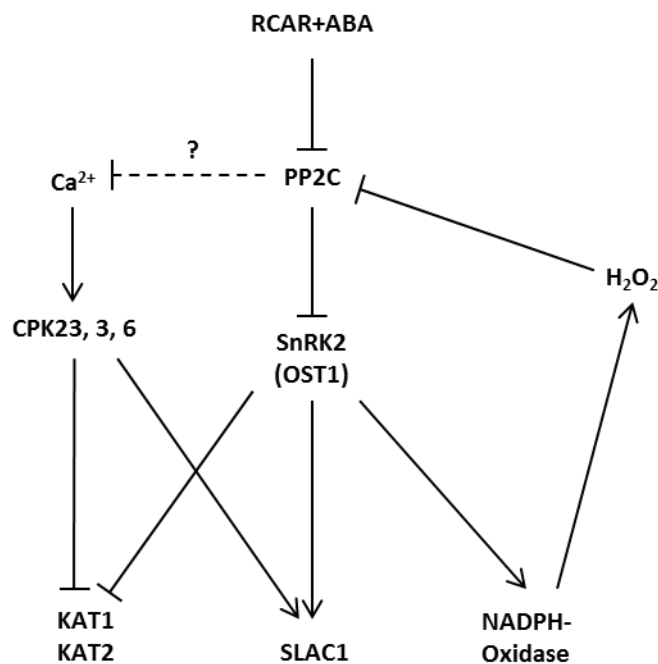 RCAR+ABA
?
Ca²⁺
PP2C
H₂O₂
CPK23, 3, 6
SnRK2
(OST1)
KAT1
KAT2
SLAC1
NADPH-
Oxidase